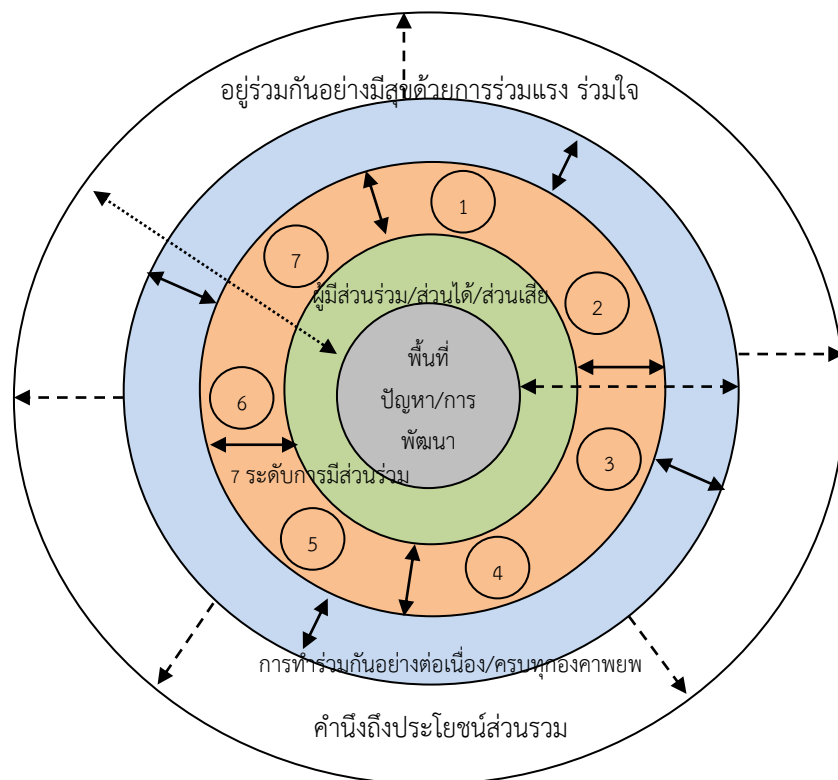 อยู่ร่วมกันอย่างมีสุขด้วยการร่วมแรง ร่วมใจ
1
7
ผู้มีส่วนร่วม/ส่วนได้/ส่วนเสีย
2
พื้นที่
ปัญหา/การ
พัฒนา
6
3
7 ระดับการมีส่วนร่วม
5
4
การทำร่วมกันอย่างต่อเนื่อง/ครบทุกองคาพยพ
คำนึงถึงประโยชน์ส่วนรวม